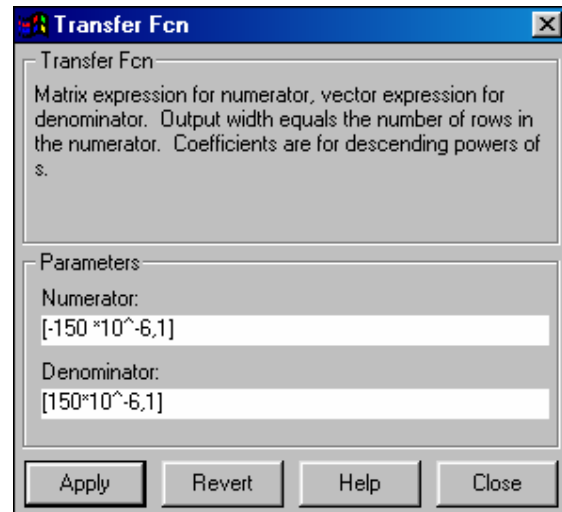 Transfer Fcn
Transfer Fcn
Matrix expression for numerator, vector expression for
denominator.  Output width equals the number of rows in
the numerator.  Coefficients are for descending powers of
s.
Parameters
Numerator:
[-150 *10^-6,1]
Denominator:
[150*10^-6,1]
Apply Revert Help Close